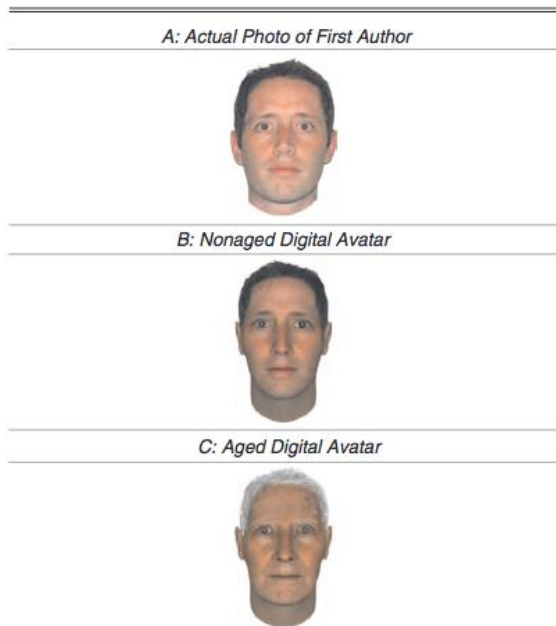 A: Actual Photo of First Author
B: Nonaged Digital Avatar
C: Aged Digital Avatar